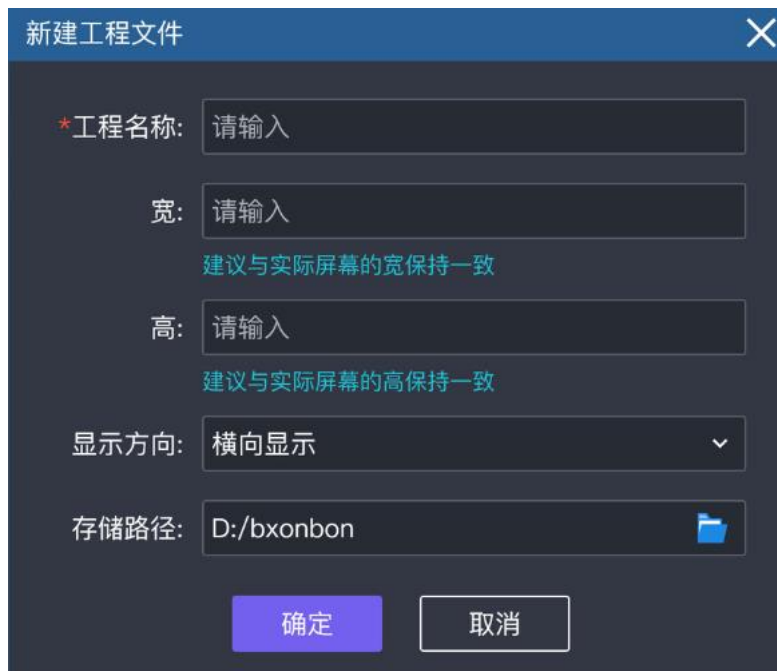 新建工程文件
*工程名称: 请输入
宽: 请输入
建议与实际屏幕的宽保持一致
高: 请输入
建议与实际屏幕的高保持一致
显示方向: 横向显示
存储路径: D:/bxonbon
确定 取消